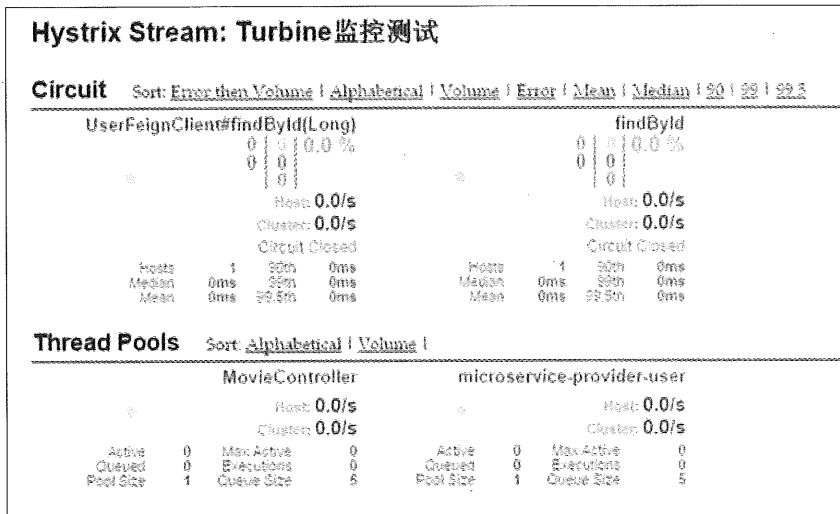 Hystrix Stream: Turbine监控测试
Circuit Sort: Error then Volume | Alphabetical | Volume | Error | Mean | Median | 90 | 99 | 99.5
UserFeignClient#findById(Long) findById
0 | 0 | 0.0 % 0 | 0 | 0.0 %
0 | 0 0 | 0
0 0
Host: 0.0/s Host: 0.0/s
Cluster: 0.0/s Cluster: 0.0/s
Circuit Closed Circuit Closed
Hosts 1 90th 0ms Hosts 1 90th 0ms
Median 0ms 99th 0ms Median 0ms 99th 0ms
Mean 0ms 99.5th 0ms Mean 0ms 99.5th 0ms
Thread Pools Sort: Alphabetical | Volume |
MovieController microservice-provider-user
Host: 0.0/s Host: 0.0/s
Cluster: 0.0/s Cluster: 0.0/s
Active 0 Max Active 0 Active 0 Max Active 0
Queued 0 Executions 0 Queued 0 Executions 0
Pool Size 1 Queue Size 5 Pool Size 1 Queue Size 5